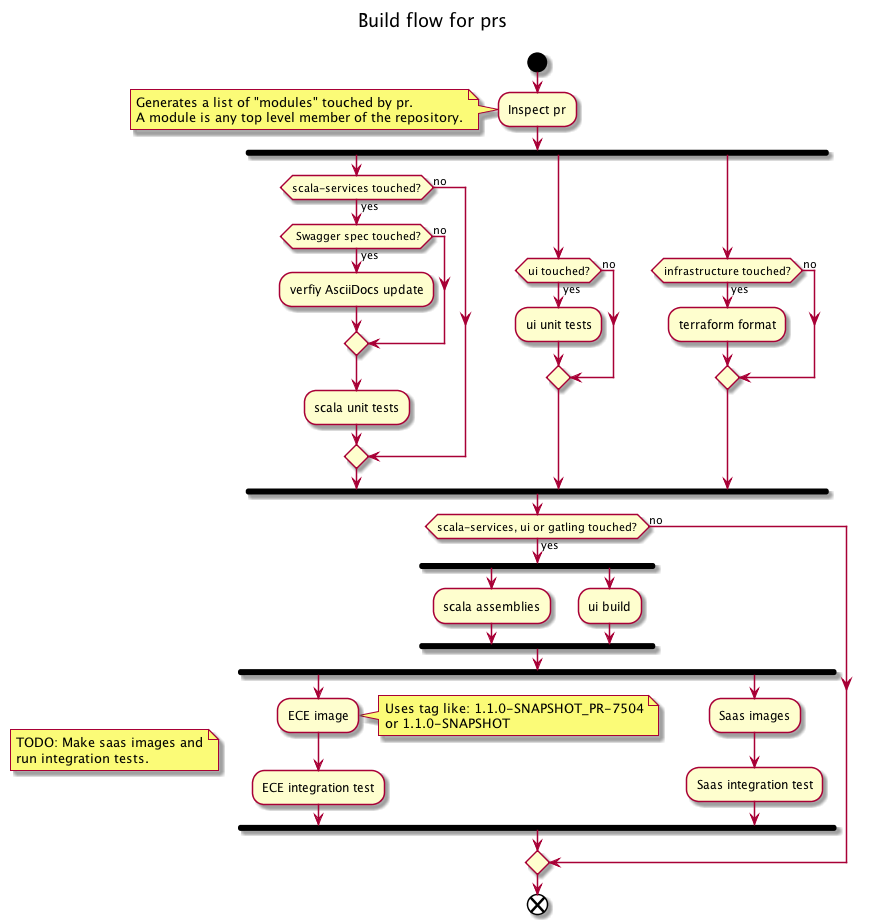 Build flow for prs
Generates a list of "modules" touched by pr.
A module is any top level member of the repository.
Inspect pr
scala-services touched?
no
yes
Swagger spec touched?
no
yes
verfiy AsciiDocs update
scala unit tests
ui touched?
no
yes
ui unit tests
infrastructure touched?
no
yes
terraform format
scala-services, ui or gatling touched?
no
yes
scala assemblies
ui build
ECE image
Uses tag like: 1.1.0-SNAPSHOT_PR-7504
or 1.1.0-SNAPSHOT
Saas images
TODO: Make saas images and
run integration tests.
ECE integration test
Saas integration test